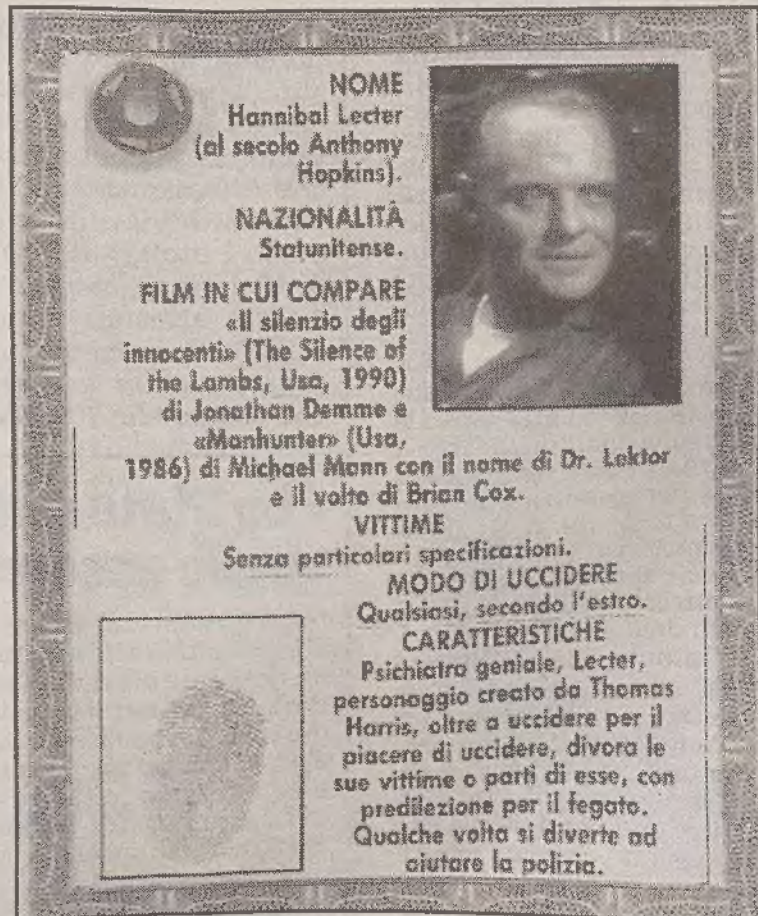 NOME
Hannibal Lecter
(al secolo Anthony
Hopkins).
NAZIONALITÀ
Statunitense.
FILM IN CUI COMPARE
«Il silenzio degli
innocenti» (The Silence of
the Lambs, Usa, 1990)
di Jonathan Demme e
«Manhunter» (Usa,
1986) di Michael Mann con il nome di Dr. Lektor
e il volto di Brian Cox.
VITTIME
Senza particolari specificazioni.
MODO DI UCCIDERE
Qualsiasi, secondo l'estro.
CARATTERISTICHE
Psichiatra geniale, Lecter,
personaggio creato da Thomas
Harris, oltre a uccidere per il
piacere di uccidere, divora le
sue vittime o parti di esse, con
predilezione per il fegato.
Qualche volta si diverte ad
aiutare la polizia.